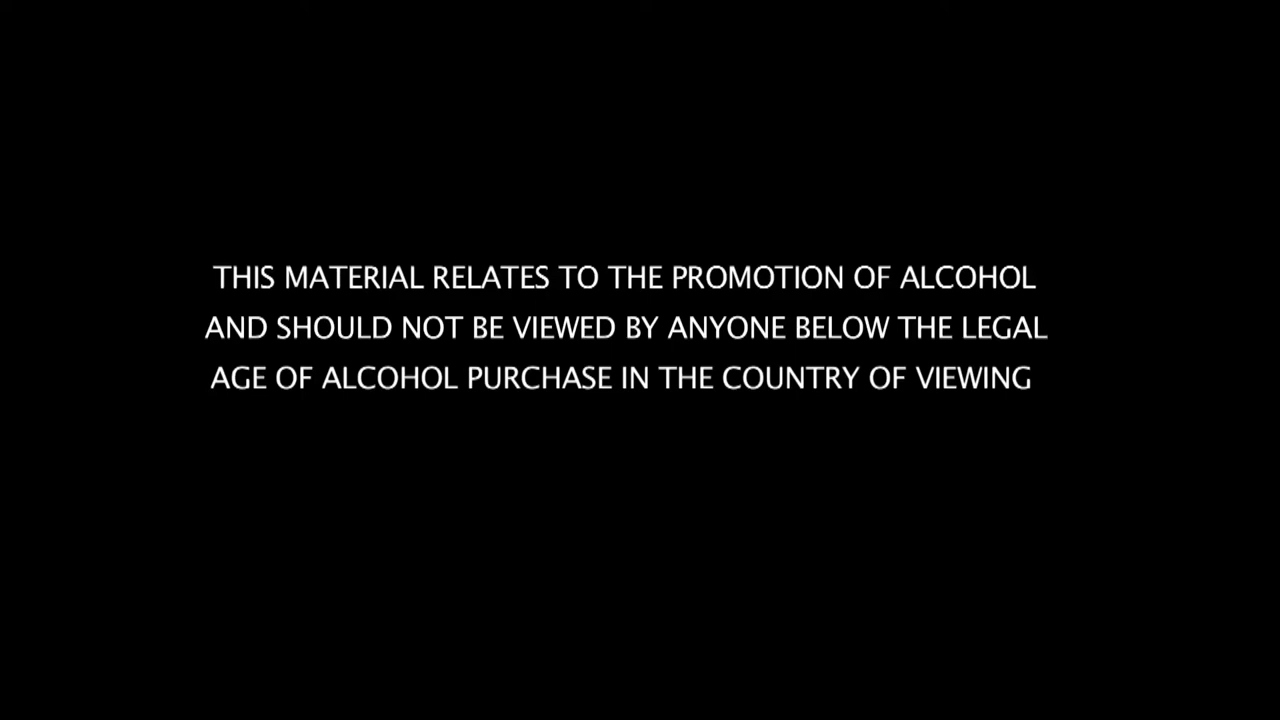 THIS MATERIAL RELATES TO THE PROMOTION OF ALCOHOL
AND SHOULD NOT BE VIEWED BY ANYONE BELOW THE LEGAL
AGE OF ALCOHOL PURCHASE IN THE COUNTRY OF VIEWING